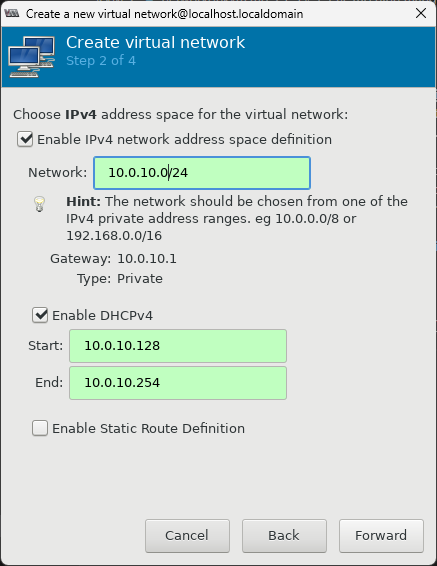 Create a new virtual network@localhost.localdomain
Create virtual network
Step 2 of 4
Choose IPv4 address space for the virtual network:
Enable IPv4 network address space definition
Network: 10.0.10.0/24
Hint: The network should be chosen from one of the
IPv4 private address ranges. eg 10.0.0.0/8 or
192.168.0.0/16
Gateway: 10.0.10.1
Type: Private
Enable DHCPv4
Start: 10.0.10.128
End: 10.0.10.254
Enable Static Route Definition
Cancel Back Forward